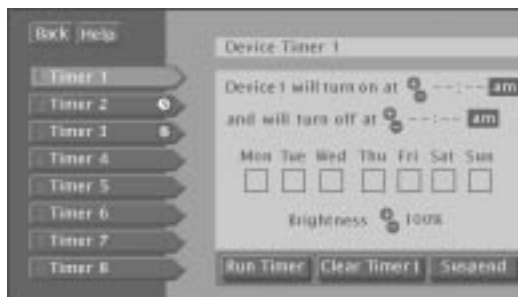 Back Help
Timer 1
Timer 2
Timer 3
Timer 4
Timer 5
Timer 6
Timer 7
Timer 8
Device Timer 1
Device 1 will turn on at --:-- am
and will turn off at --:-- am
Mon Tue Wed Thu Fri Sat Sun
Brightness 100%
Run Timer Clear Timer 1 Suspend